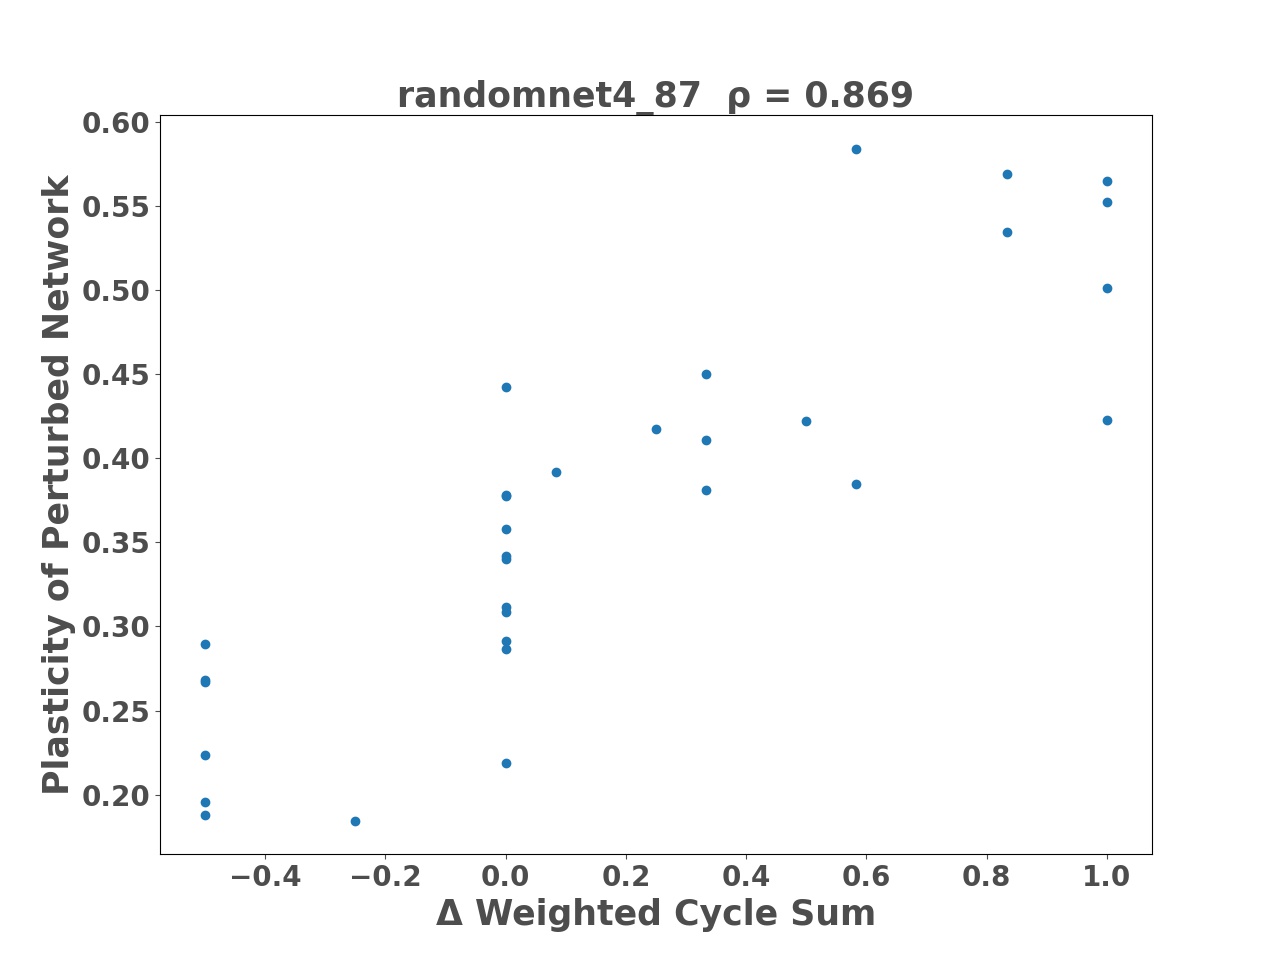 randomnet4_87 ρ = 0.869
Plasticity of Perturbed Network
0.60
0.55
0.50
0.45
0.40
0.35
0.30
0.25
0.20
−0.4 −0.2 0.0 0.2 0.4 0.6 0.8 1.0
Δ Weighted Cycle Sum